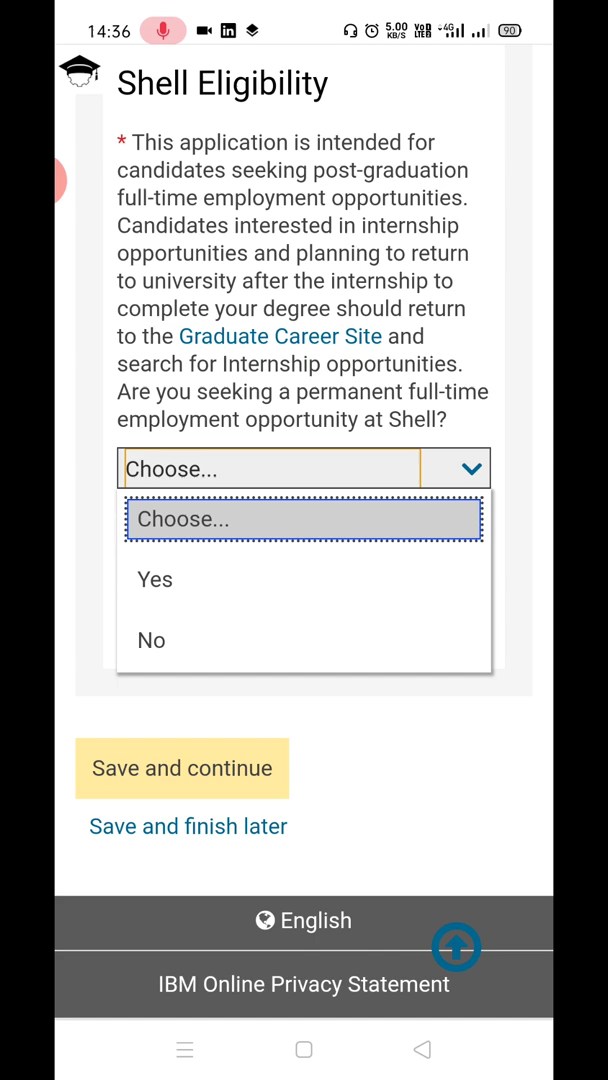 14:36 5.00 KB/S VoD LTE 4G 90
Shell Eligibility
* This application is intended for
candidates seeking post-graduation
full-time employment opportunities.
Candidates interested in internship
opportunities and planning to return
to university after the internship to
complete your degree should return
to the Graduate Career Site and
search for Internship opportunities.
Are you seeking a permanent full-time
employment opportunity at Shell?
Choose...
Choose...
Yes
No
Save and continue
Save and finish later
English
IBM Online Privacy Statement